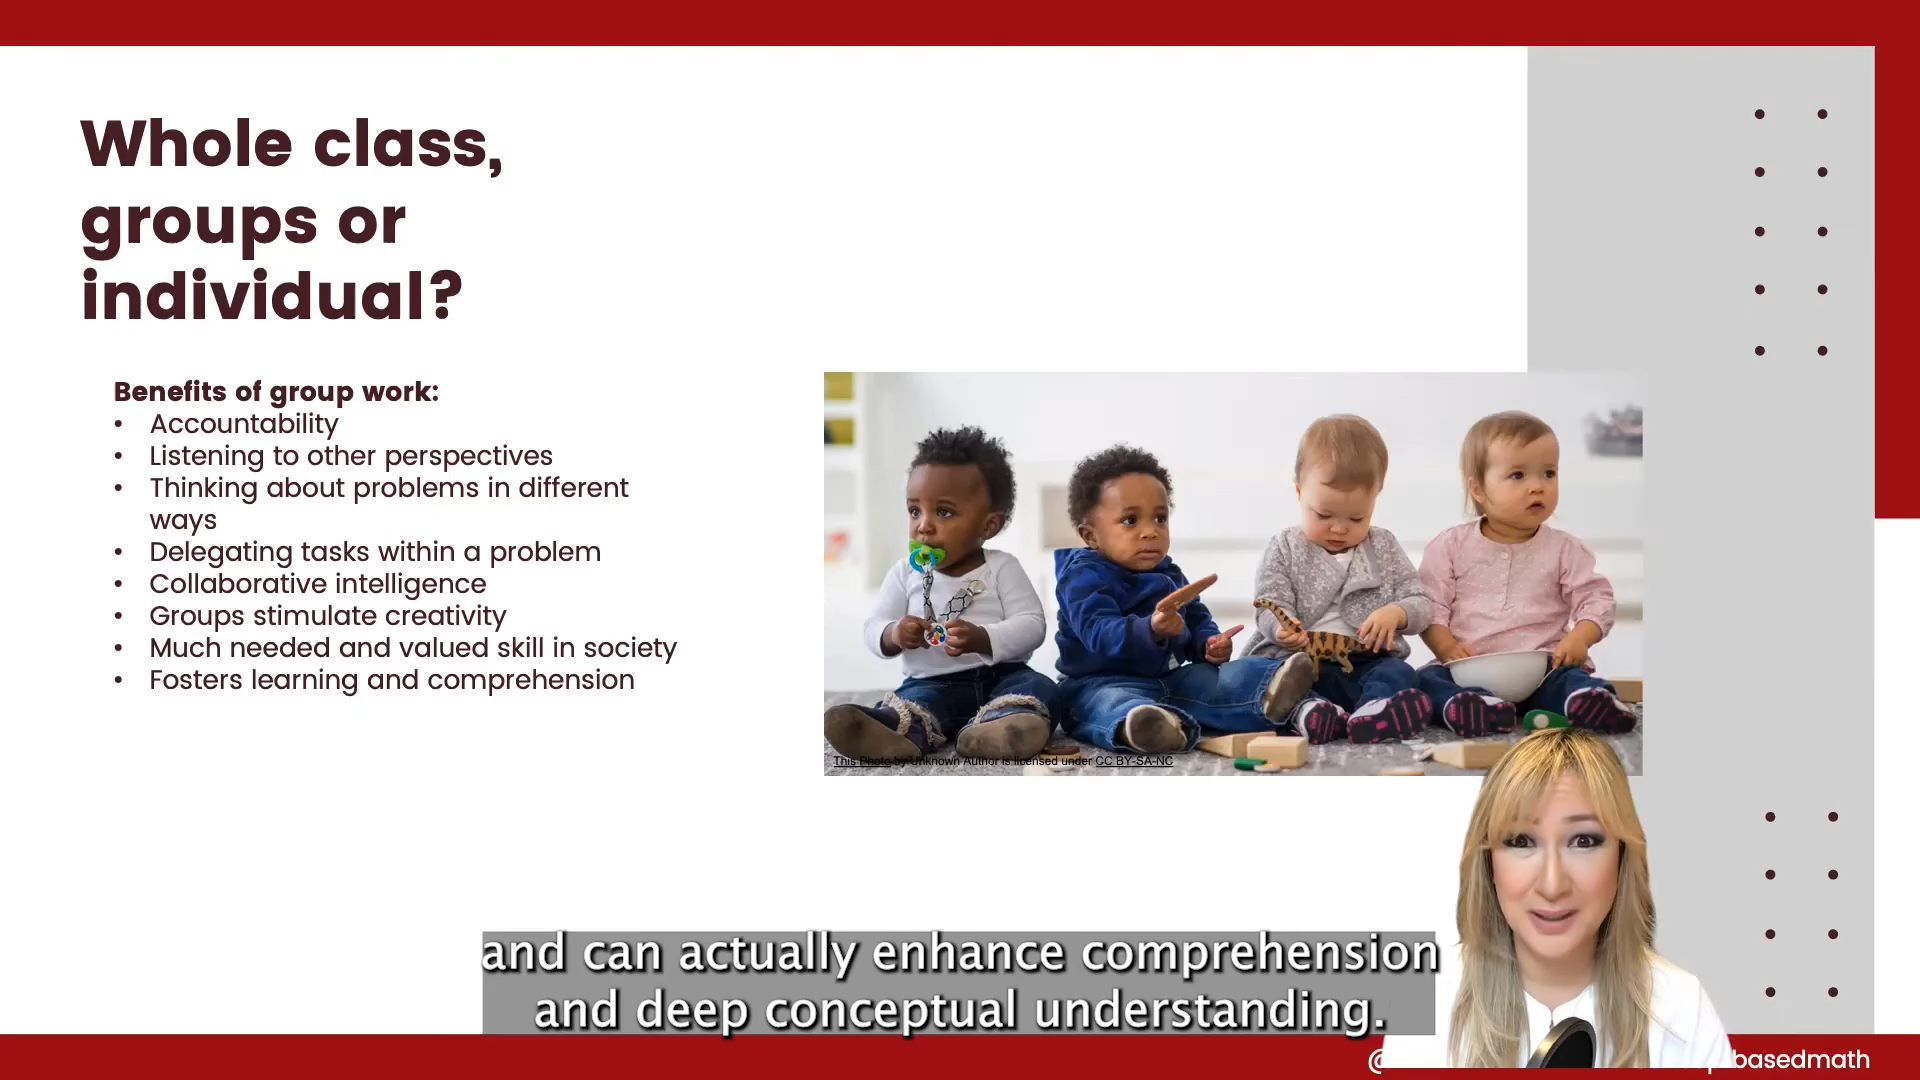 Whole class,
groups or
individual?
Benefits of group work:
• Accountability
• Listening to other perspectives
• Thinking about problems in different
ways
• Delegating tasks within a problem
• Collaborative intelligence
• Groups stimulate creativity
• Much needed and valued skill in society
• Fosters learning and comprehension
This Photo by Unknown Author is licensed under CC BY-SA-NC
and can actually enhance comprehension
and deep conceptual understanding.
basedmath